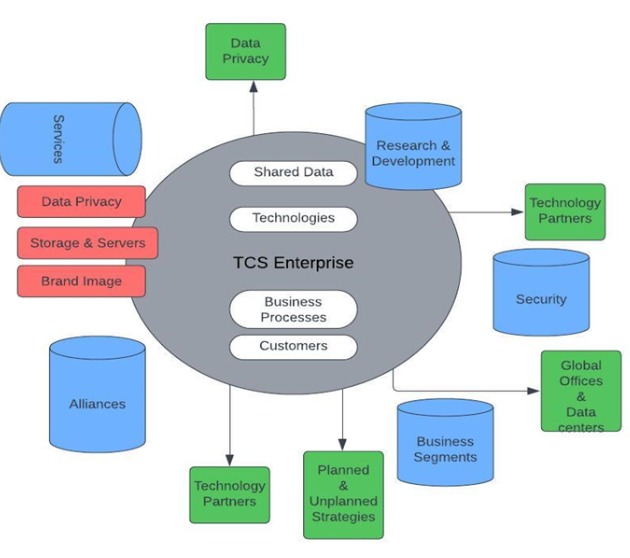 Data
Privacy
Services
Research &
Development
Shared Data
Data Privacy
Technologies
Technology
Partners
Storage & Servers
TCS Enterprise
Brand Image
Security
Business
Processes
Customers
Alliances
Global
Offices
&
Data
centers
Business
Segments
Technology
Partners
Planned
&
Unplanned
Strategies